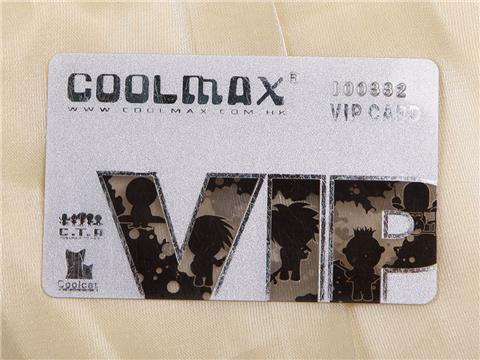 COOLMAX®
WWW.COOLMAX.COM.HK
100332
VIP CARD
VIP
C.T.A
Coolcat